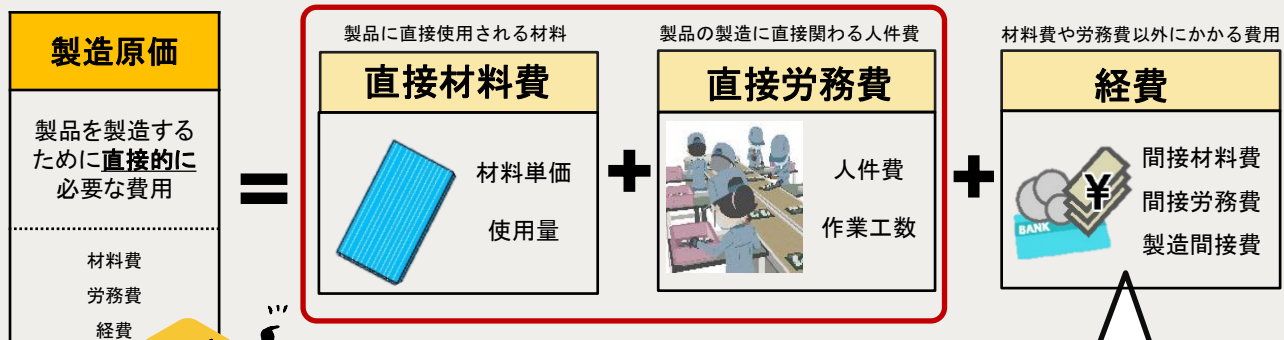 製造原価
製品を製造する
ために直接的に
必要な費用
材料費
労務費
経費
=
製品に直接使用される材料
直接材料費
材料単価
使用量
+
製品の製造に直接関わる人件費
直接労務費
人件費
作業工数
+
材料費や労務費以外にかかる費用
経費
¥
BANK
間接材料費
間接労務費
製造間接費